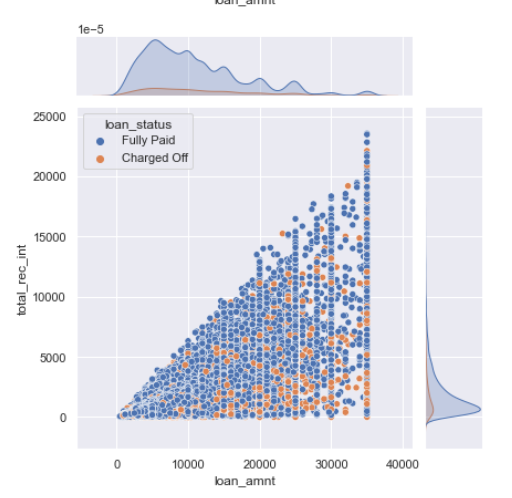 loan_amnt
1e−5
loan_status
Fully Paid
Charged Off
total_rec_int
25000
20000
15000
10000
5000
0
0 10000 20000 30000 40000
loan_amnt